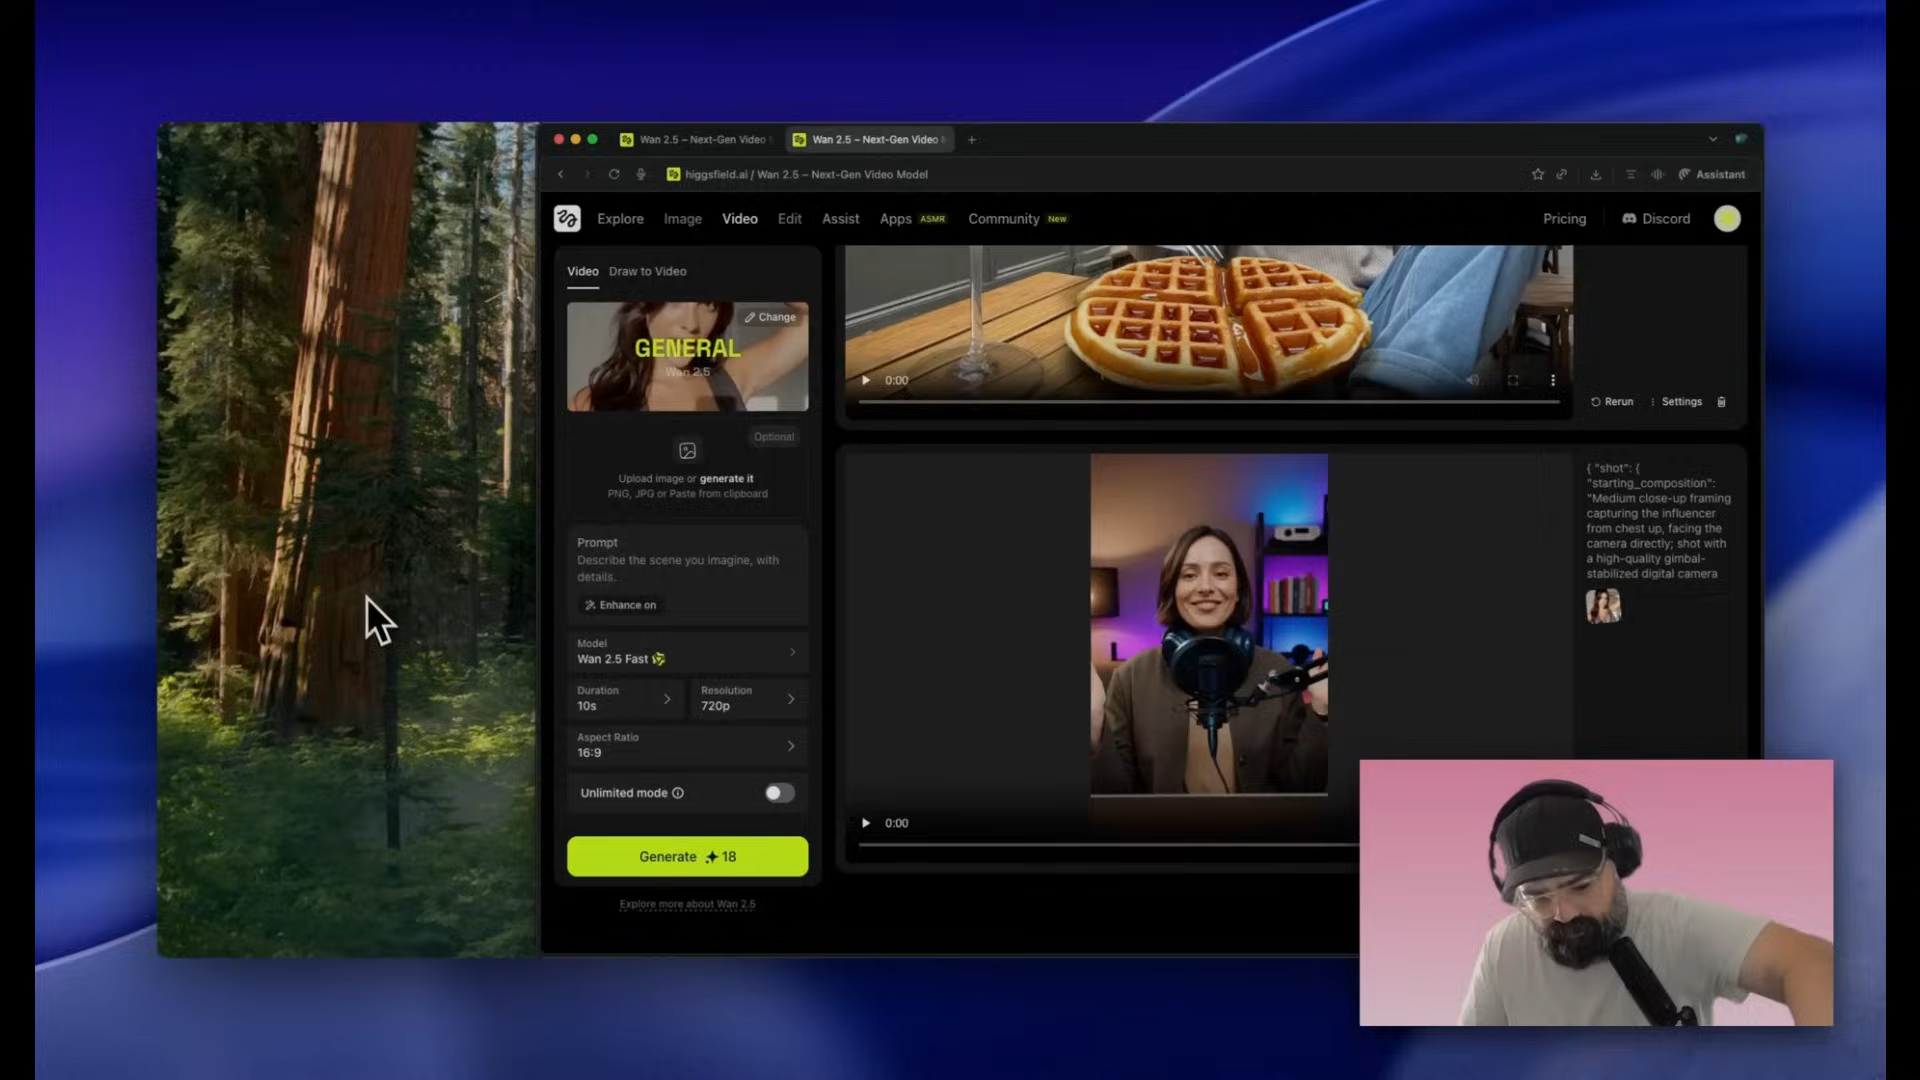 Wan 2.5 – Next-Gen Video
Wan 2.5 – Next-Gen Video
higgsfield.ai / Wan 2.5 – Next-Gen Video Model
Assistant
Explore
Image
Video
Edit
Assist
Apps ASMR
Community New
Pricing
Discord
Video
Draw to Video
Change
GENERAL
Wan 2.5
Optional
Upload image or generate it
PNG, JPG or Paste from clipboard
Prompt
Describe the scene you imagine, with
details.
Enhance on
Model
Wan 2.5 Fast
Duration
10s
Resolution
720p
Aspect Ratio
16:9
Unlimited mode
Generate 18
Explore more about Wan 2.5
0:00
Rerun
Settings
{ "shot": {
"starting_composition":
"Medium close-up framing
capturing the influencer
from chest up, facing the
camera directly; shot with
a high-quality gimbal-
stabilized digital camera
0:00